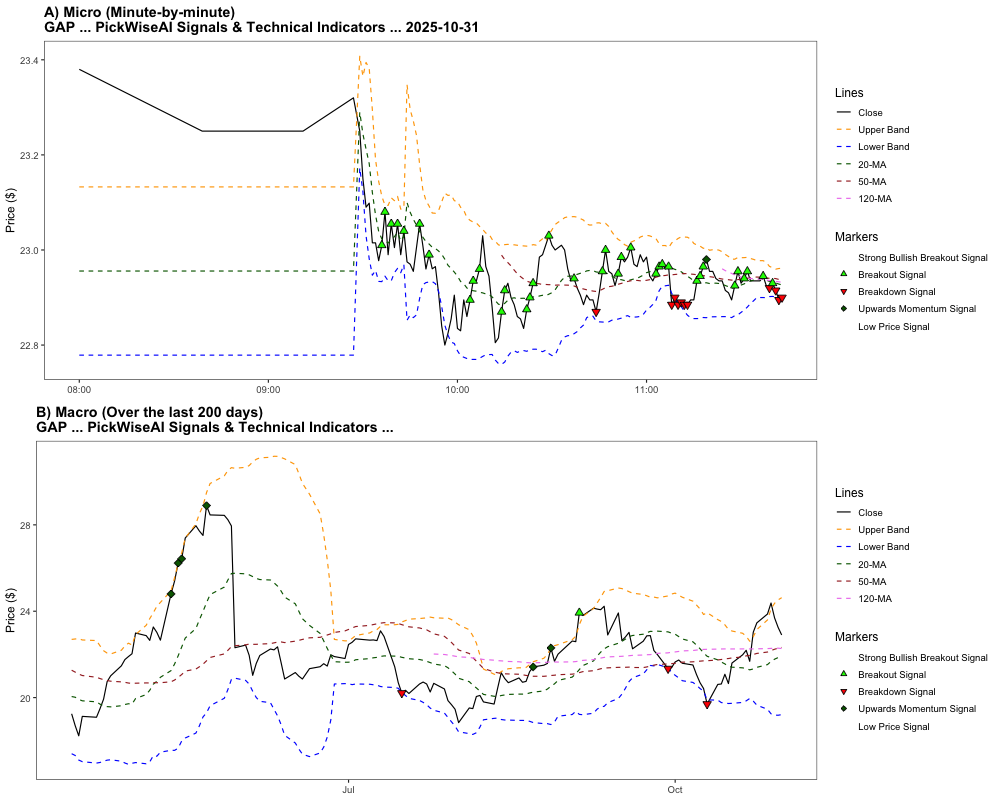 A) Micro (Minute-by-minute)
GAP ... PickWiseAI Signals & Technical Indicators ... 2025-10-31
Price ($)
23.4
23.2
23.0
22.8
08:00
09:00
10:00
11:00
Lines
Close
Upper Band
Lower Band
20-MA
50-MA
120-MA
Markers
Strong Bullish Breakout Signal
Breakout Signal
Breakdown Signal
Upwards Momentum Signal
Low Price Signal
B) Macro (Over the last 200 days)
GAP ... PickWiseAI Signals & Technical Indicators ...
Price ($)
28
24
20
Jul
Oct
Lines
Close
Upper Band
Lower Band
20-MA
50-MA
120-MA
Markers
Strong Bullish Breakout Signal
Breakout Signal
Breakdown Signal
Upwards Momentum Signal
Low Price Signal